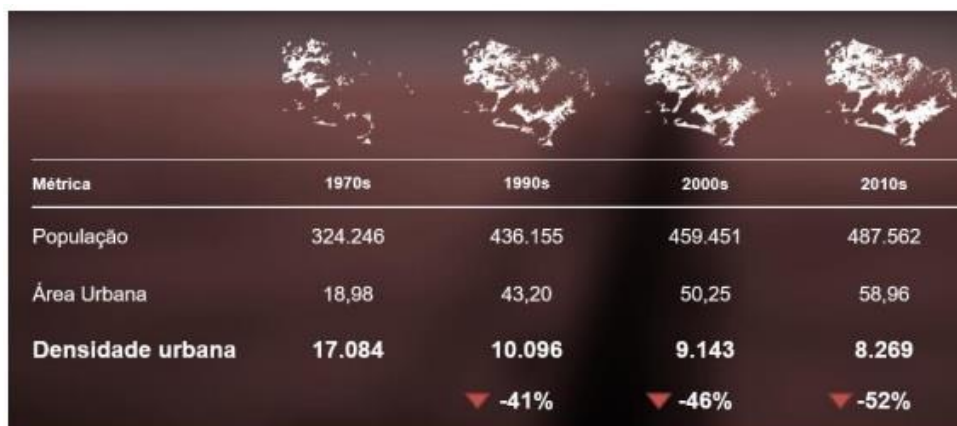 Métrica 1970s 1990s 2000s 2010s
População 324.246 436.155 459.451 487.562
Área Urbana 18,98 43,20 50,25 58,96
Densidade urbana 17.084 10.096 9.143 8.269
-41% -46% -52%